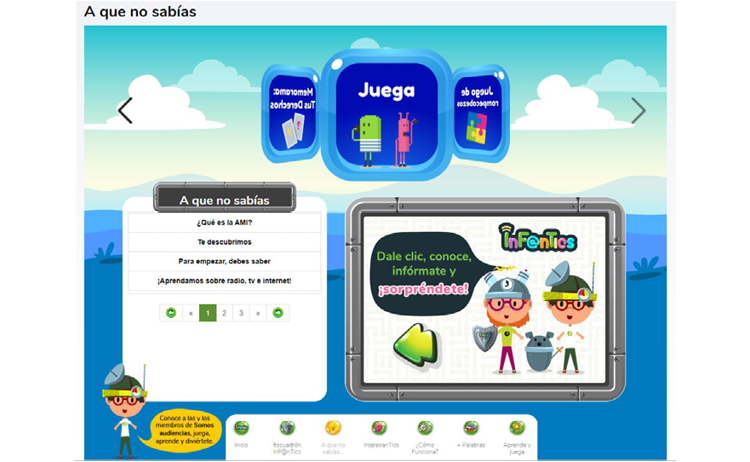 A que no sabías
Memorama:
Tus Derechos
Juega
Juego de
rompecabezas
A que no sabías
¿Qué es la AMI?
Te descubrimos
Para empezar, debes saber
¡Aprendamos sobre radio, tv e internet!
« 1 2 3 »
InF@nTics
Dale clic, conoce,
infórmate y
¡sorpréndete!
3
Conoce a las y los
miembros de Somos
audiencias, juega,
aprende y diviértete.
Inicio
Escuadrón
InF@nTics
A que no
sabías...
InteresanTics
¿Cómo
Funciona?
+ Palabras
Aprende y
juega